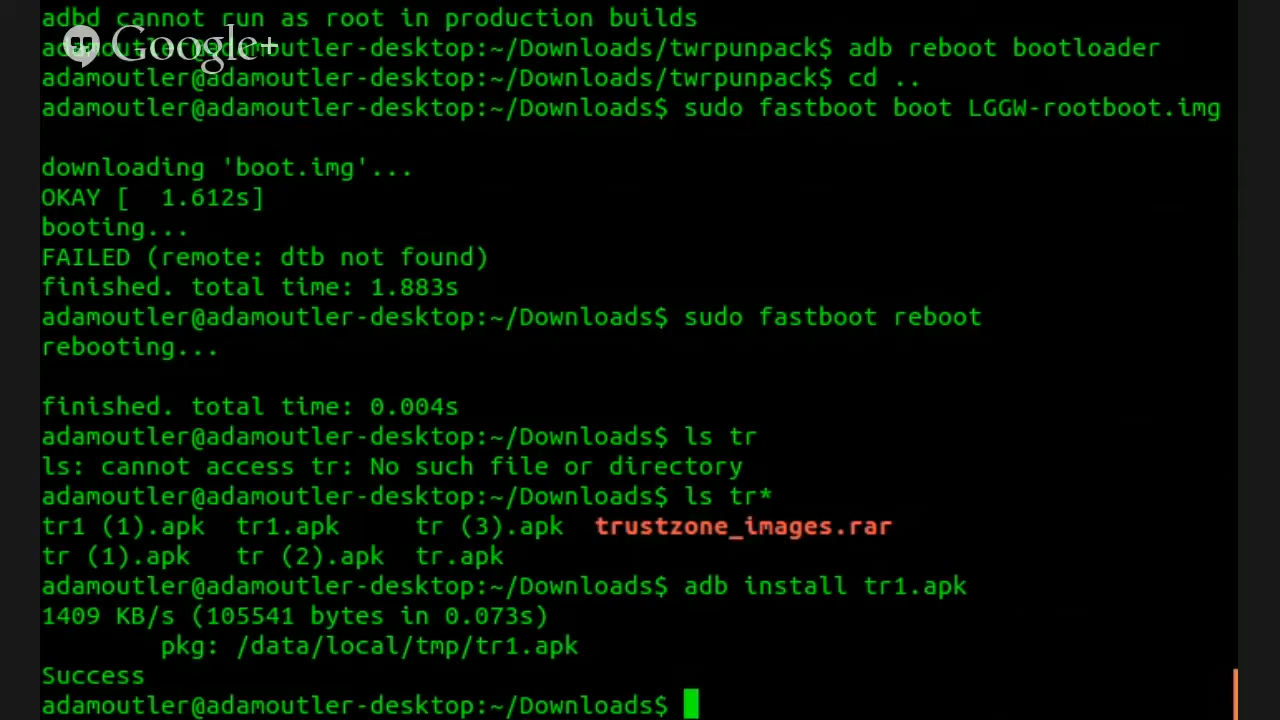 adbd cannot run as root in production builds
Google+
adamoutler@adamoutler-desktop:~/Downloads/twrpunpack$ adb reboot bootloader
adamoutler@adamoutler-desktop:~/Downloads/twrpunpack$ cd ..
adamoutler@adamoutler-desktop:~/Downloads$ sudo fastboot boot LGGW-rootboot.img
downloading 'boot.img'...
OKAY [  1.612s]
booting...
FAILED (remote: dtb not found)
finished. total time: 1.883s
adamoutler@adamoutler-desktop:~/Downloads$ sudo fastboot reboot
rebooting...
finished. total time: 0.004s
adamoutler@adamoutler-desktop:~/Downloads$ ls tr
ls: cannot access tr: No such file or directory
adamoutler@adamoutler-desktop:~/Downloads$ ls tr*
tr1 (1).apk  tr1.apk     tr (3).apk  trustzone_images.rar
tr (1).apk   tr (2).apk  tr.apk
adamoutler@adamoutler-desktop:~/Downloads$ adb install tr1.apk
1409 KB/s (105541 bytes in 0.073s)
        pkg: /data/local/tmp/tr1.apk
Success
adamoutler@adamoutler-desktop:~/Downloads$